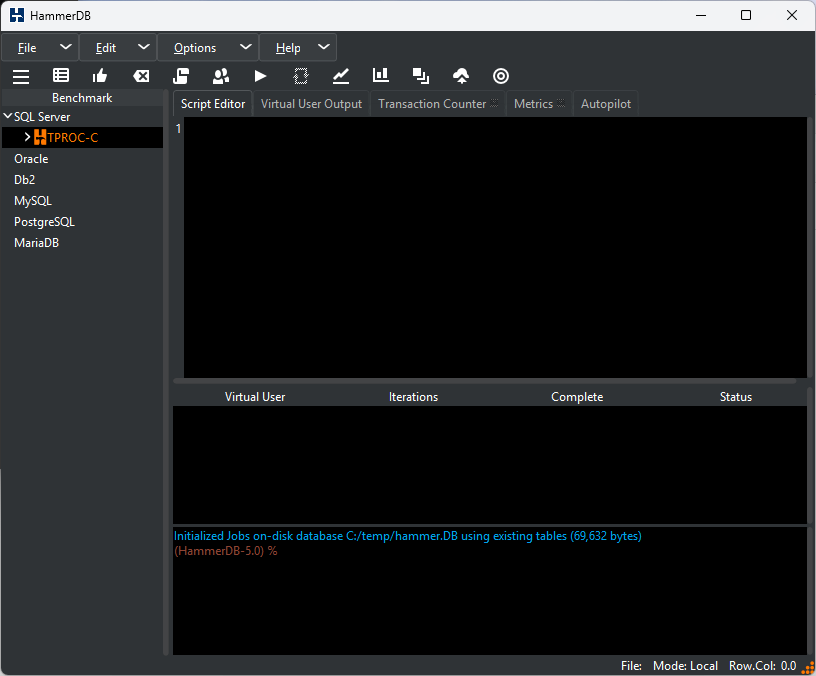 HammerDB
File Edit Options Help
Benchmark
SQL Server
TPROC-C
Oracle
Db2
MySQL
PostgreSQL
MariaDB
Script Editor Virtual User Output Transaction Counter Metrics Autopilot
1
Virtual User Iterations Complete Status
Initialized Jobs on-disk database C:/temp/hammer.DB using existing tables (69,632 bytes)
(HammerDB-5.0) %
File: Mode: Local Row.Col: 0.0